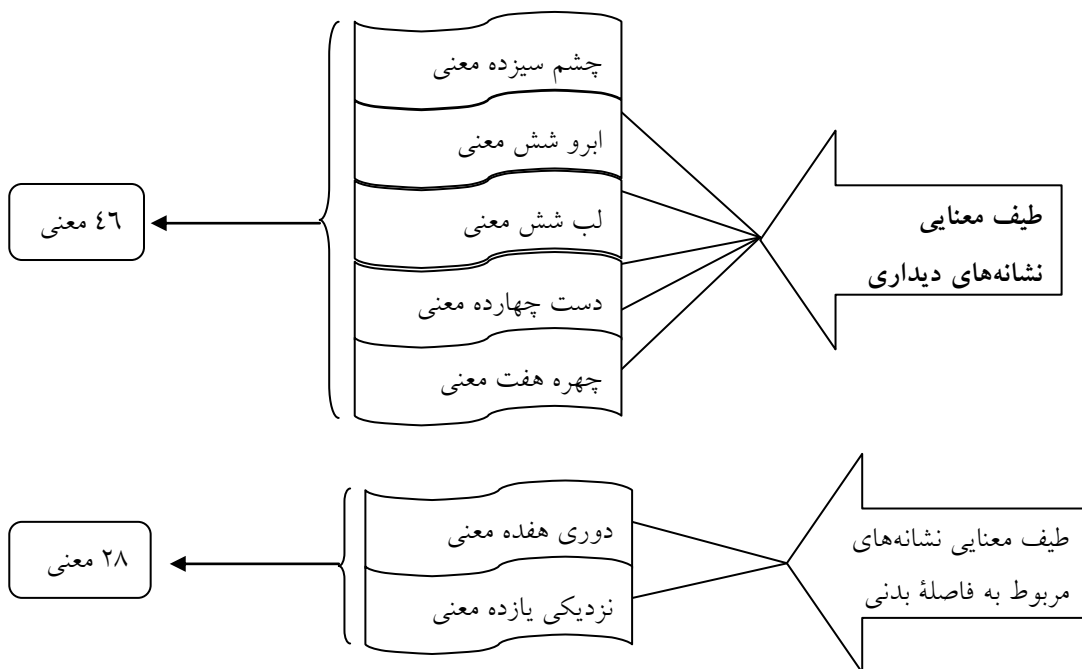 طیف معنایی
نشانه‌های دیداری
چشم سیزده معنی
ابرو شش معنی
لب شش معنی
دست چهارده معنی
چهره هفت معنی
٤٦ معنی
طیف معنایی نشانه‌های
مربوط به فاصلهٔ بدنی
دوری هفده معنی
نزدیکی یازده معنی
٢٨ معنی